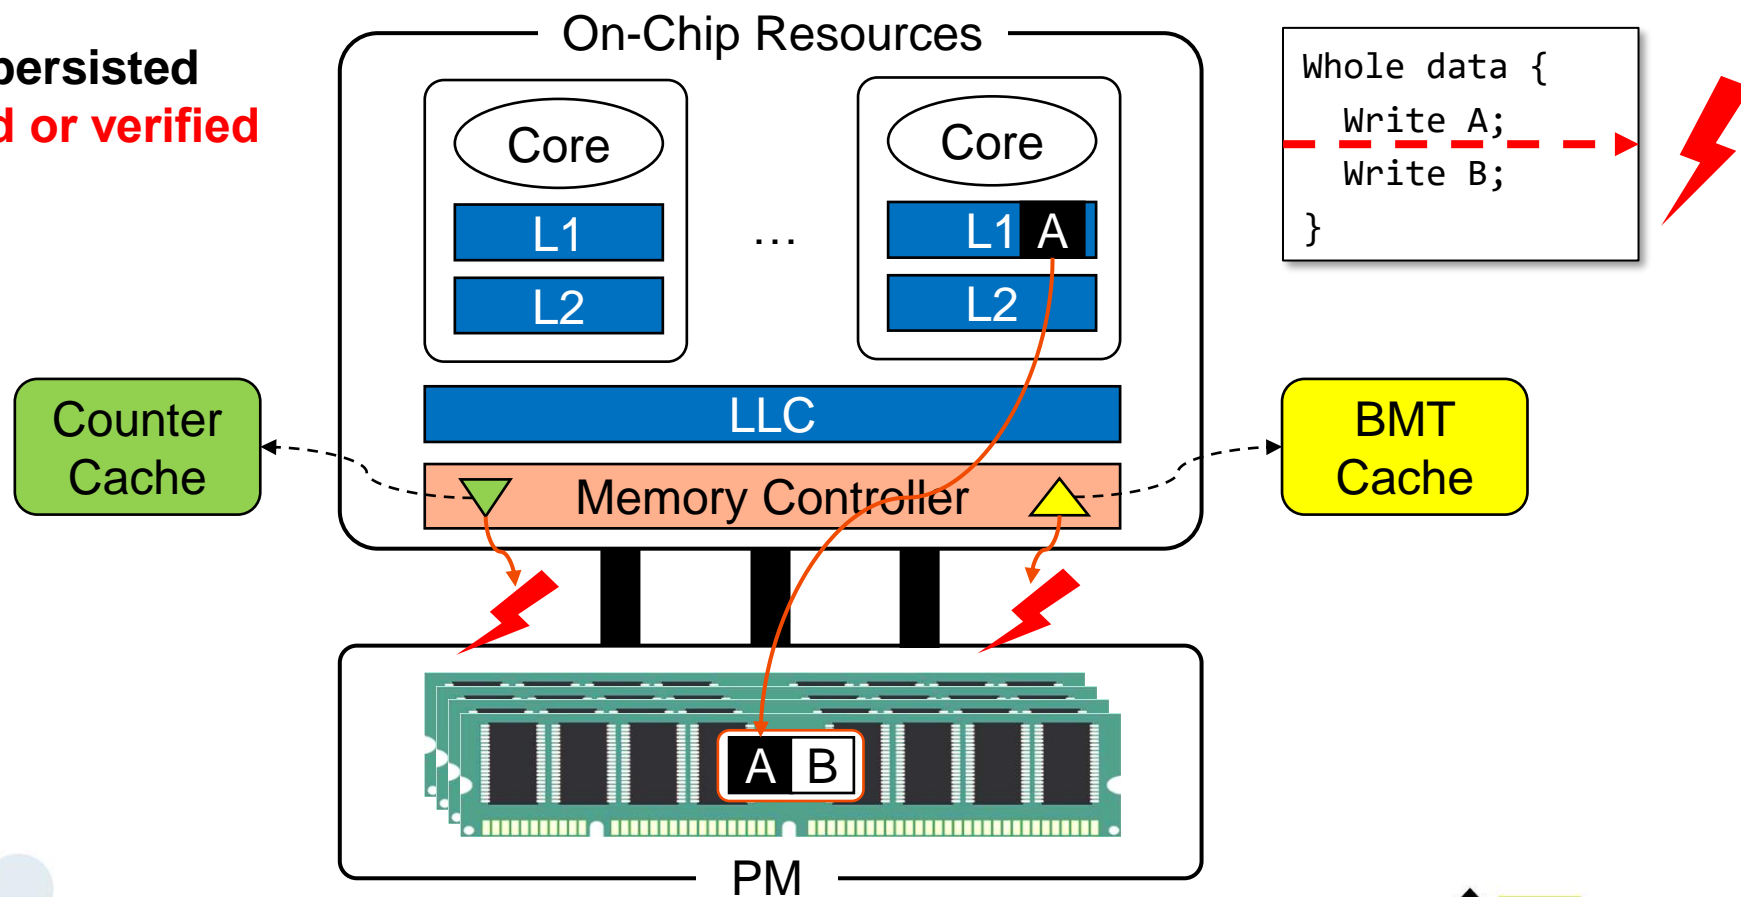 persisted
d or verified
On-Chip Resources
Core
L1
L2
...
Core
L1 A
L2
LLC
Memory Controller
Counter
Cache
BMT
Cache
Whole data {
Write A;
Write B;
}
A B
PM